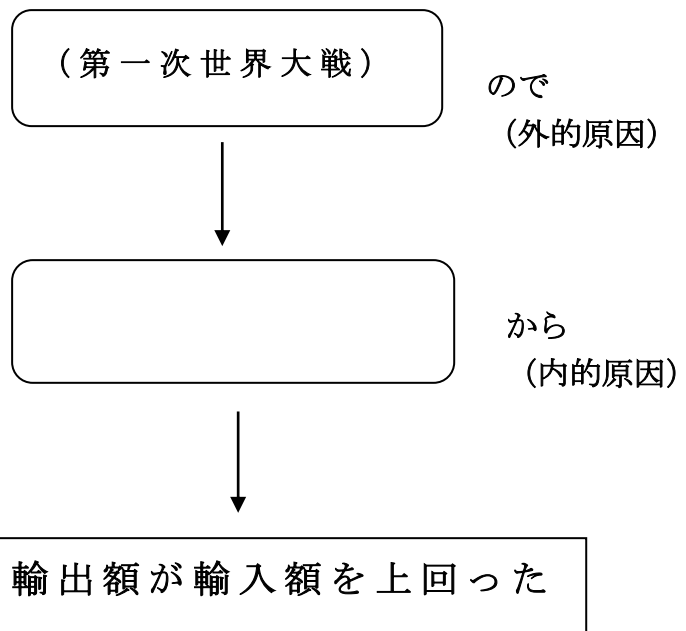 （第一次世界大戦）
ので
（外的原因）
から
（内的原因）
輸出額が輸入額を上回った